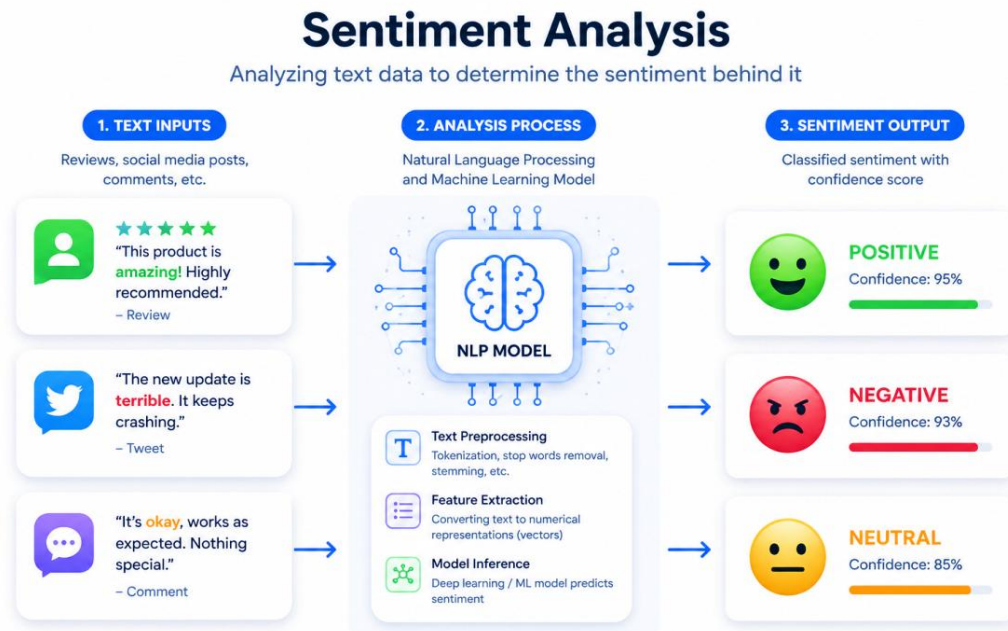 Sentiment Analysis
Analyzing text data to determine the sentiment behind it
1. TEXT INPUTS
Reviews, social media posts,
comments, etc.
“This product is
amazing! Highly
recommended.”
– Review
“The new update is
terrible. It keeps
crashing.”
– Tweet
“It’s okay, works as
expected. Nothing
special.”
– Comment
2. ANALYSIS PROCESS
Natural Language Processing
and Machine Learning Model
NLP MODEL
T
Text Preprocessing
Tokenization, stop words removal,
stemming, etc.
Feature Extraction
Converting text to numerical
representations (vectors)
Model Inference
Deep learning / ML model predicts
sentiment
3. SENTIMENT OUTPUT
Classified sentiment with
confidence score
POSITIVE
Confidence: 95%
NEGATIVE
Confidence: 93%
NEUTRAL
Confidence: 85%